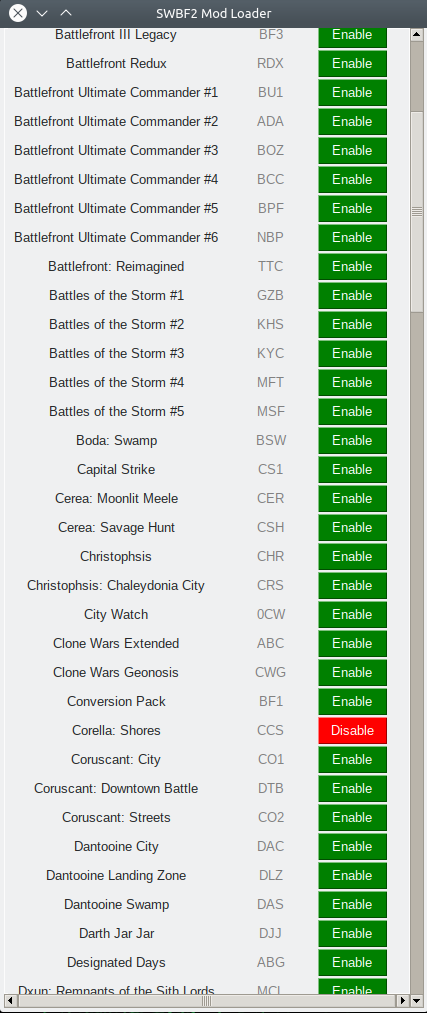 SWBF2 Mod Loader
Battlefront III Legacy BF3 Enable
Battlefront Redux RDX Enable
Battlefront Ultimate Commander #1 BU1 Enable
Battlefront Ultimate Commander #2 ADA Enable
Battlefront Ultimate Commander #3 BOZ Enable
Battlefront Ultimate Commander #4 BCC Enable
Battlefront Ultimate Commander #5 BPF Enable
Battlefront Ultimate Commander #6 NBP Enable
Battlefront: Reimagined TTC Enable
Battles of the Storm #1 GZB Enable
Battles of the Storm #2 KHS Enable
Battles of the Storm #3 KYC Enable
Battles of the Storm #4 MFT Enable
Battles of the Storm #5 MSF Enable
Boda: Swamp BSW Enable
Capital Strike CS1 Enable
Cerea: Moonlit Meele CER Enable
Cerea: Savage Hunt CSH Enable
Christophsis CHR Enable
Christophsis: Chaleydonia City CRS Enable
City Watch 0CW Enable
Clone Wars Extended ABC Enable
Clone Wars Geonosis CWG Enable
Conversion Pack BF1 Enable
Corella: Shores CCS Disable
Coruscant: City CO1 Enable
Coruscant: Downtown Battle DTB Enable
Coruscant: Streets CO2 Enable
Dantooine City DAC Enable
Dantooine Landing Zone DLZ Enable
Dantooine Swamp DAS Enable
Darth Jar Jar DJJ Enable
Designated Days ABG Enable
Dxun: Remnants of the Sith Lords MCL Enable